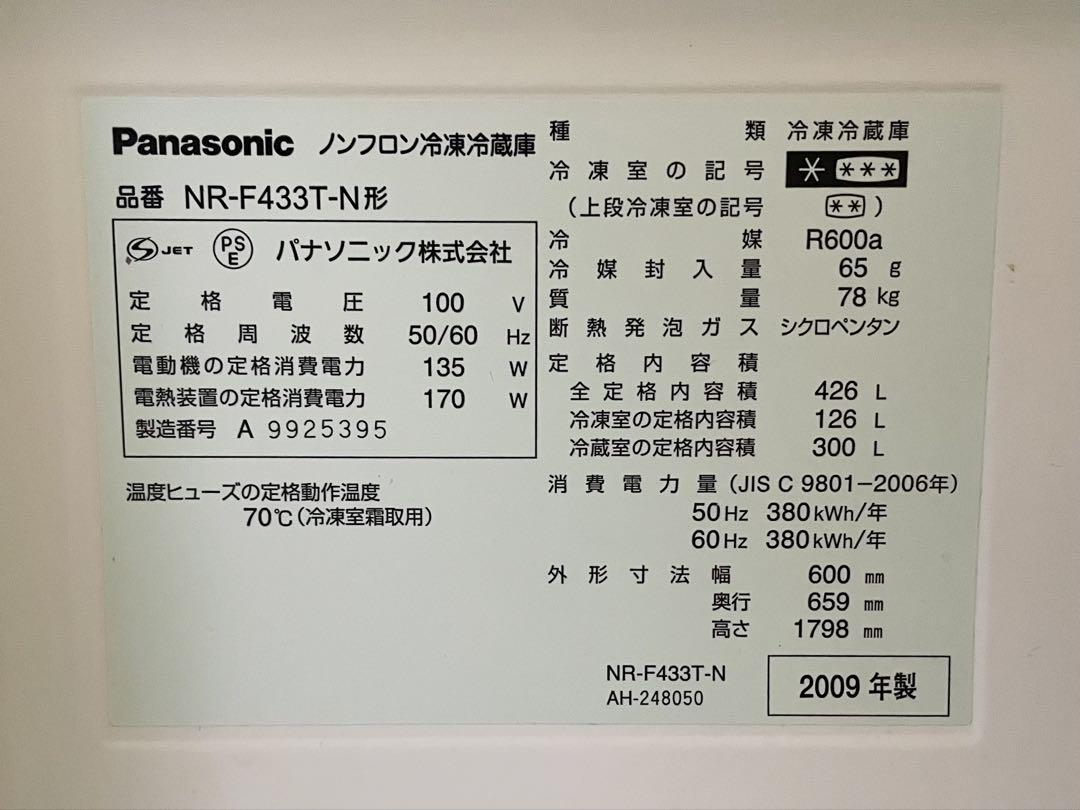 Panasonic ノンフロン冷凍冷蔵庫
品番 NR-F433T-N形
S JET PSE パナソニック株式会社
定格電圧 100 V
定格周波数 50/60 Hz
電動機の定格消費電力 135 W
電熱装置の定格消費電力 170 W
製造番号 A 9925395
温度ヒューズの定格動作温度
70℃(冷凍室霜取用)
種類 冷凍冷蔵庫
冷凍室の記号 * ***
(上段冷凍室の記号 **)
冷媒 R600a
冷媒封入量 65 g
質量 78 kg
断熱発泡ガス シクロペンタン
定格内容積
全定格内容積 426 L
冷凍室の定格内容積 126 L
冷蔵室の定格内容積 300 L
消費電力量(JIS C 9801-2006年)
50Hz 380kWh/年
60Hz 380kWh/年
外形寸法幅 600 mm
奥行 659 mm
高さ 1798 mm
NR-F433T-N
AH-248050
2009年製